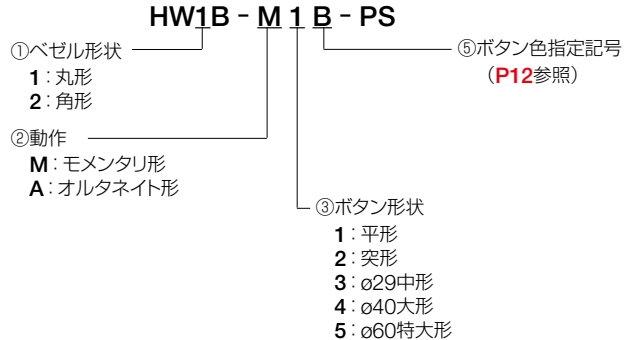 HW1B - M 1 B - PS
①ベゼル形状
1：丸形
2：角形
②動作
M：モメンタリ形
A：オルタネイト形
⑤ボタン色指定記号
（P12参照）
③ボタン形状
1：平形
2：突形
3：ø29中形
4：ø40大形
5：ø60特大形